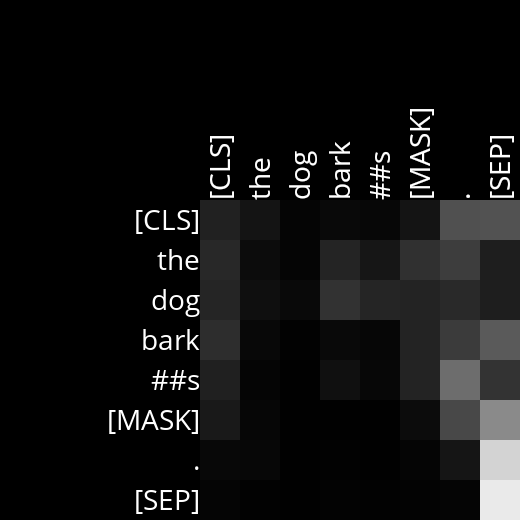 [CLS] the dog bark ##s [MASK] . [SEP]
[CLS]
the
dog
bark
##s
[MASK]
.
[SEP]